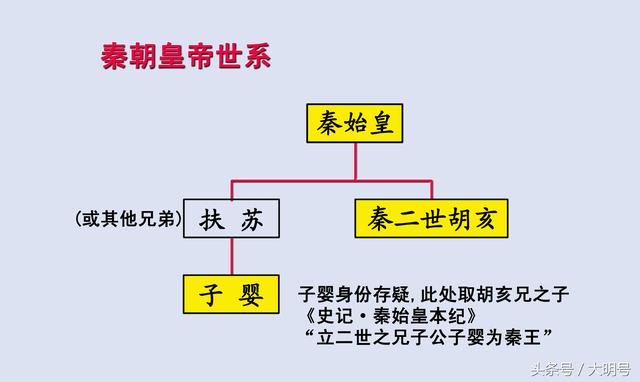 秦朝皇帝世系
秦始皇
(或其他兄弟)
扶 苏
秦二世胡亥
子 婴
子婴身份存疑,此处取胡亥兄之子
《史记·秦始皇本纪》
“立二世之兄子公子婴为秦王”
头条号 / 大明号